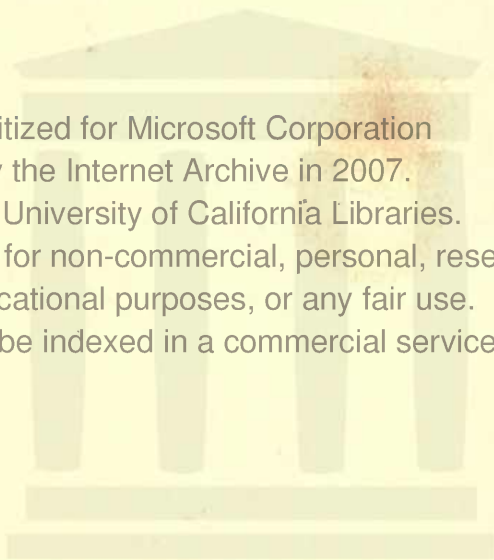 itized for Microsoft Corporation
the Internet Archive in 2007.
University of California Libraries.
for non-commercial, personal, rese
cational purposes, or any fair use.
be indexed in a commercial service